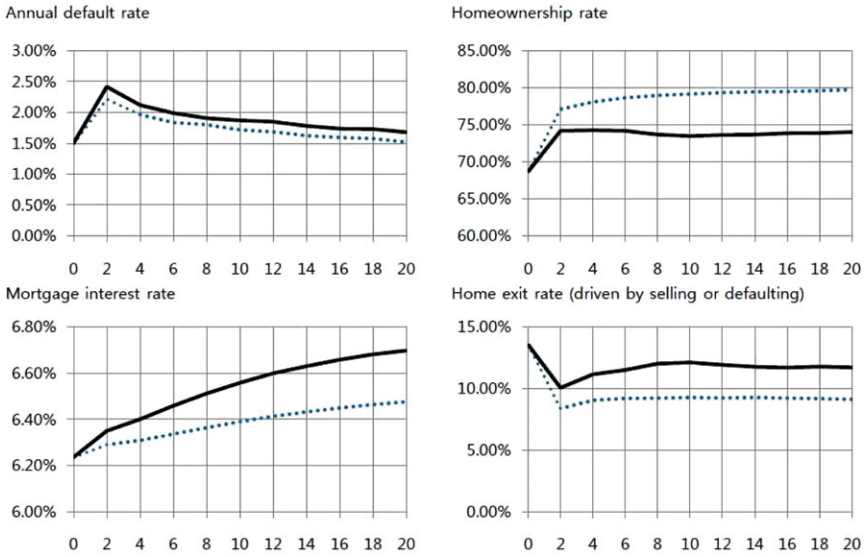 Annual default rate
3.00%
2.50%
2.00%
1.50%
1.00%
0.50%
0.00%
0 2 4 6 8 10 12 14 16 18 20
Homeownership rate
85.00%
80.00%
75.00%
70.00%
65.00%
60.00%
0 2 4 6 8 10 12 14 16 18 20
Mortgage interest rate
6.80%
6.60%
6.40%
6.20%
6.00%
0 2 4 6 8 10 12 14 16 18 20
Home exit rate (driven by selling or defaulting)
15.00%
10.00%
5.00%
0.00%
0 2 4 6 8 10 12 14 16 18 20